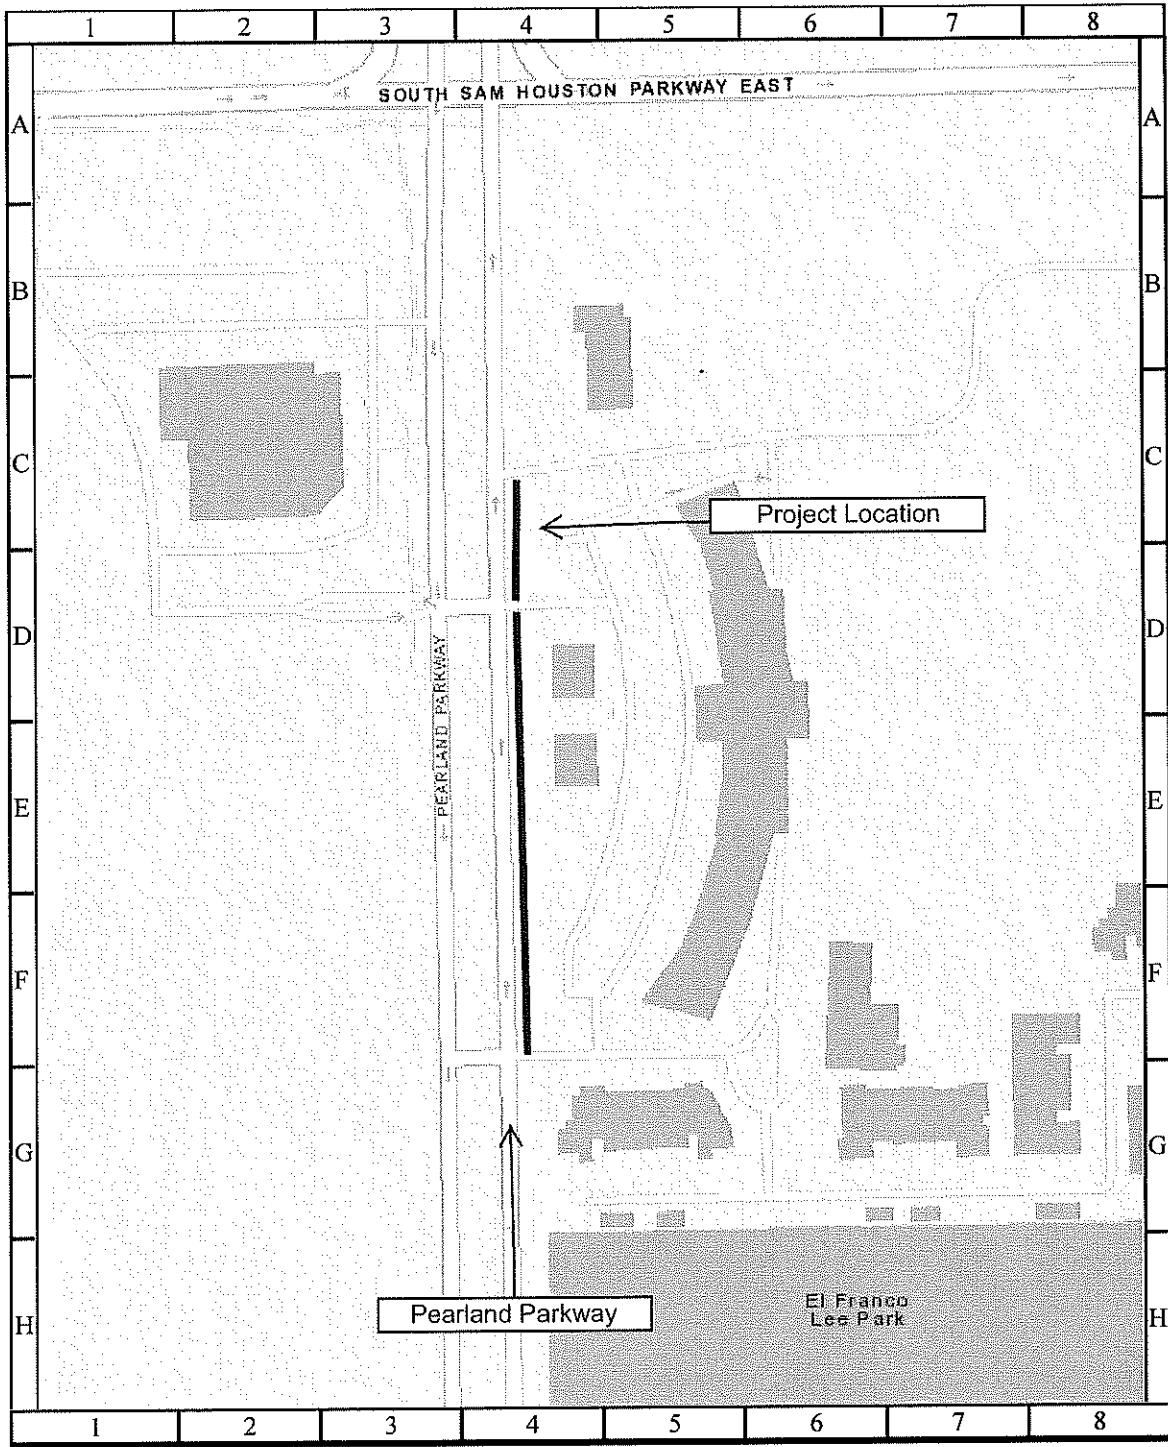 1 2 3 4 5 6 7 8
SOUTH SAM HOUSTON PARKWAY EAST
A A
B B
C C
Project Location
D D
PEARLAND PARKWAY
E E
F F
G G
El Franco
Lee Park
Pearland Parkway
H H
1 2 3 4 5 6 7 8